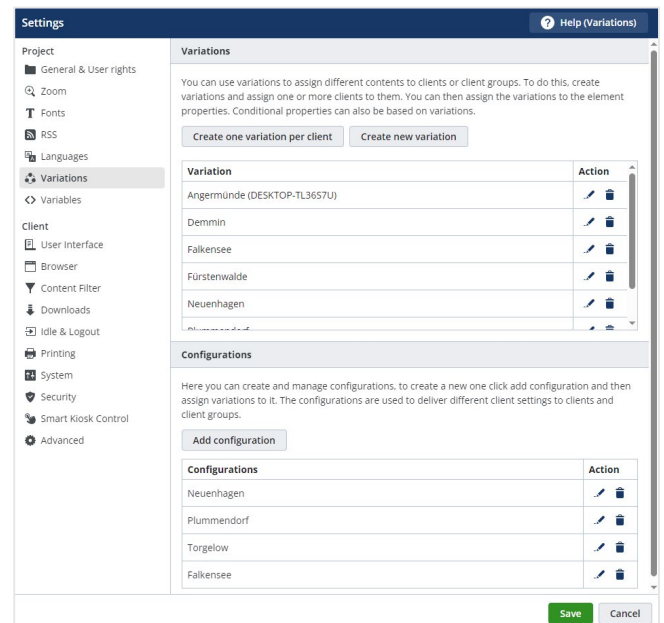 Settings
Help (Variations)
Project
General & User rights
Zoom
Fonts
RSS
Languages
Variations
Variables
Client
User Interface
Browser
Content Filter
Downloads
Idle & Logout
Printing
System
Security
Smart Kiosk Control
Advanced
Variations
You can use variations to assign different contents to clients or client groups. To do this, create
variations and assign one or more clients to them. You can then assign the variations to the element
properties. Conditional properties can also be based on variations.
Create one variation per client Create new variation
Variation Action
Angermünde (DESKTOP-TL36S7U)
Demmin
Falkensee
Fürstenwalde
Neuenhagen
Configurations
Here you can create and manage configurations, to create a new one click add configuration and then
assign variations to it. The configurations are used to deliver different client settings to clients and
client groups.
Add configuration
Configurations Action
Neuenhagen
Plummendorf
Torgelow
Falkensee
Save Cancel